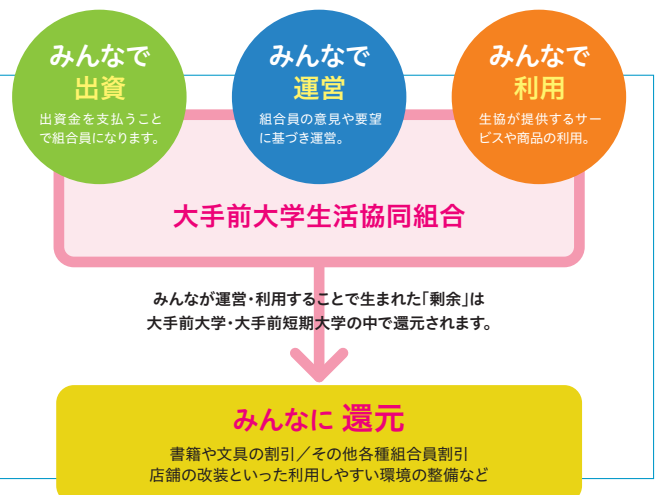 みんなで
出資
出資金を支払うこと
で組合員になります。
みんなで
運営
組合員の意見や要望
に基づき運営。
みんなで
利用
生協が提供するサー
ビスや商品の利用。
大手前大学生活協同組合
みんなが運営・利用することで生まれた「剰余」は
大手前大学・大手前短期大学の中で還元されます。
みんなに 還元
書籍や文具の割引／その他各種組合員割引
店舗の改装といった利用しやすい環境の整備など